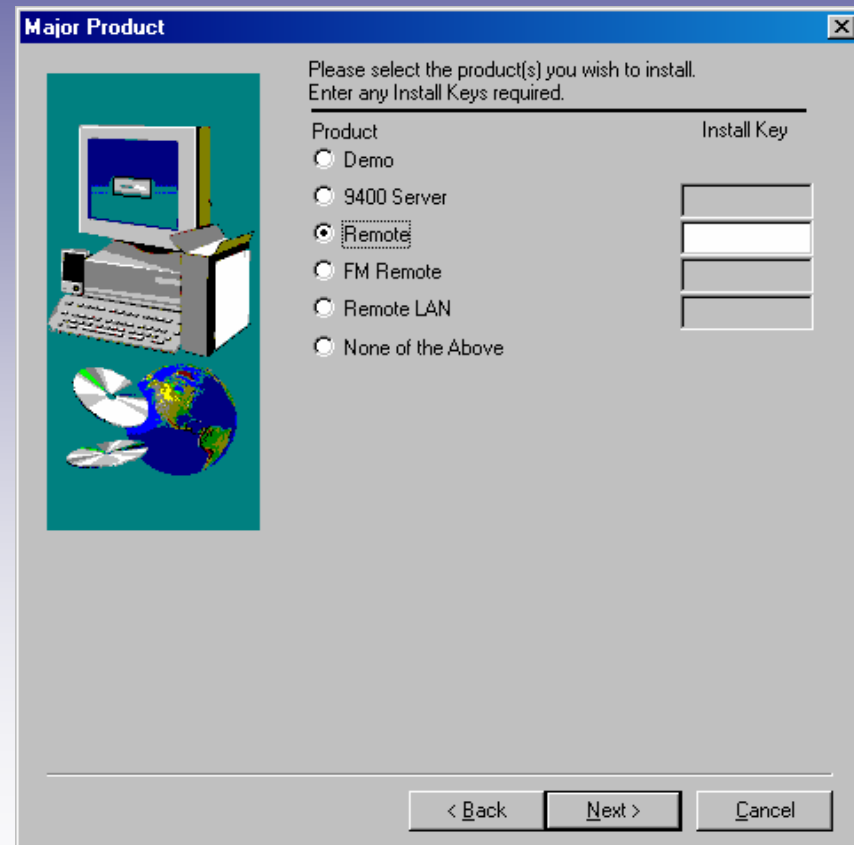 Major Product
Please select the product(s) you wish to install.
Enter any Install Keys required.
Product Install Key
Demo
9400 Server
Remote
FM Remote
Remote LAN
None of the Above
< Back Next > Cancel